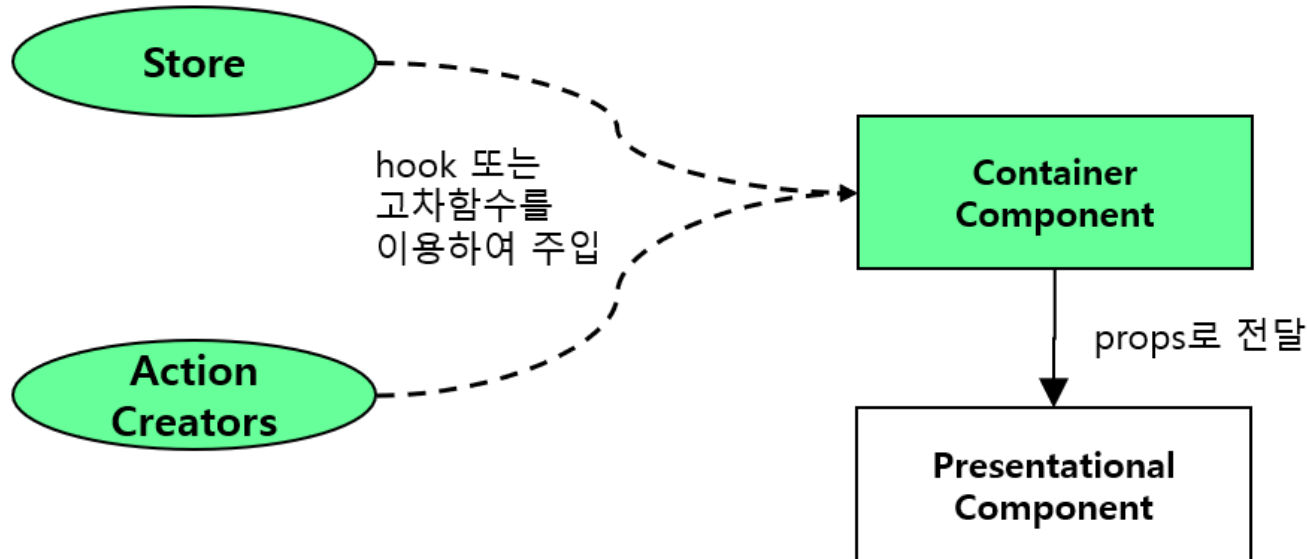 Store
hook 또는
고차함수를
이용하여 주입
Container
Component
props로 전달
Action
Creators
Presentational
Component